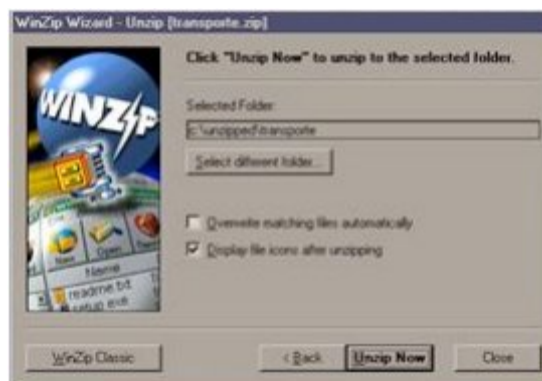 WinZip Wizard - Unzip [transporte.zip]
Click "Unzip Now" to unzip to the selected folder.
WINZIP
Selected Folder:
c:\unzipped\transporte
Select different folder...
Overwrite matching files automatically
Display file icons after unzipping
New Open
Name
readme.txt
setup.exe
WinZip Classic
< Back
Unzip Now
Close